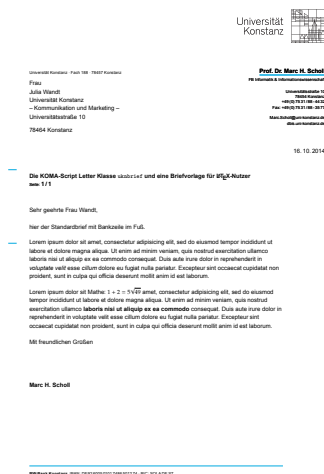 Universität
Konstanz
Universität Konstanz · Fach 188 · 78457 Konstanz
Prof. Dr. Marc H. Scholl
FB Informatik & Informationswissenschaft
Frau
Julia Wandt
Universität Konstanz
– Kommunikation und Marketing –
Universitätsstraße 10
78464 Konstanz
Universitätsstraße 10
78464 Konstanz
16. 10. 2014
Die KOMA-Script Letter Klasse uknbrief und eine Briefvorlage für LaTeX-Nutzer
Seite: 1/1
Sehr geehrte Frau Wandt,
hier der Standardbrief mit Bankzeile im Fuß.
Lorem ipsum dolor sit amet, consectetur adipisicing elit, sed do eiusmod tempor incididunt ut
labore et dolore magna aliqua. Ut enim ad minim veniam, quis nostrud exercitation ullamco
laboris nisi ut aliquip ex ea commodo consequat. Duis aute irure dolor in reprehenderit in
voluptate velit esse cillum dolore eu fugiat nulla pariatur. Excepteur sint occaecat cupidatat non
proident, sunt in culpa qui officia deserunt mollit anim id est laborum.
Lorem ipsum dolor sit Mathe: 1 + 2 = 5√49 amet, consectetur adipisicing elit, sed do eiusmod
tempor incididunt ut labore et dolore magna aliqua. Ut enim ad minim veniam, quis nostrud
exercitation ullamco laboris nisi ut aliquip ex ea commodo consequat. Duis aute irure dolor in
reprehenderit in voluptate velit esse cillum dolore eu fugiat nulla pariatur. Excepteur sint
occaecat cupidatat non proident, sunt in culpa qui officia deserunt mollit anim id est laborum.
Mit freundlichen Grüßen
Marc H. Scholl